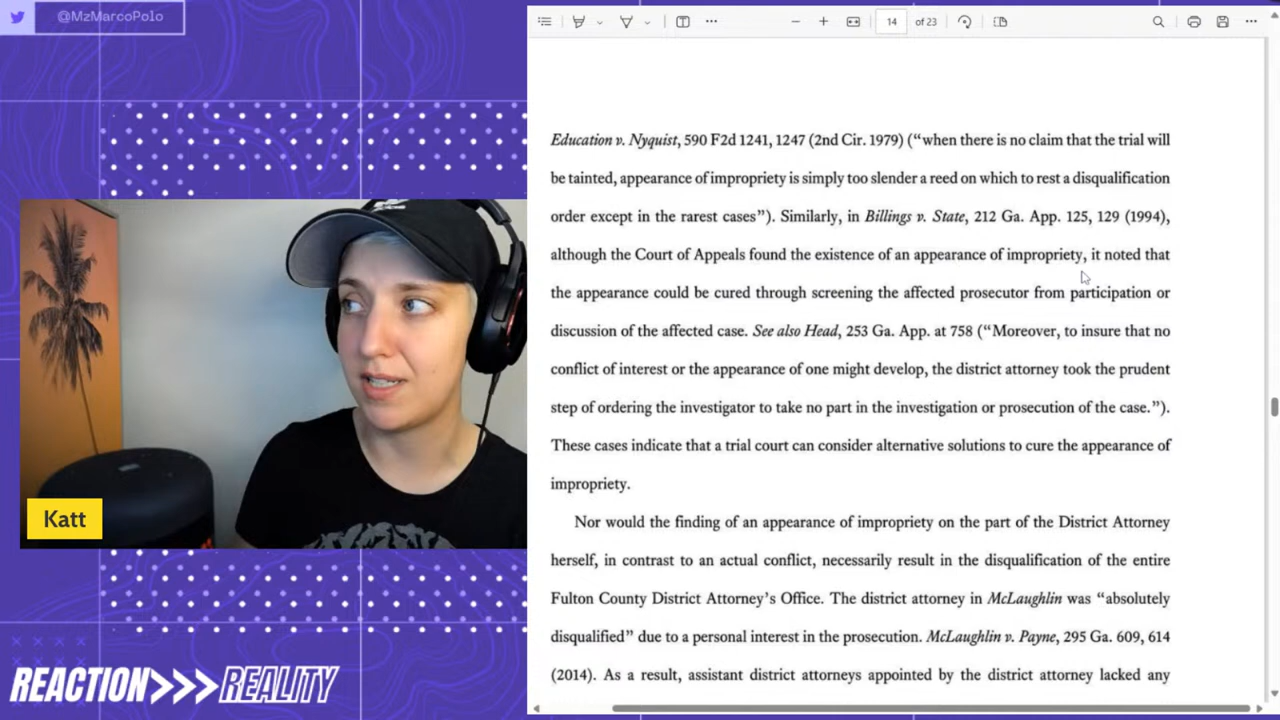 @MzMarcoPolo
14 of 23
Education v. Nyquist, 590 F2d 1241, 1247 (2nd Cir. 1979) (“when there is no claim that the trial will
be tainted, appearance of impropriety is simply too slender a reed on which to rest a disqualification
order except in the rarest cases”). Similarly, in Billings v. State, 212 Ga. App. 125, 129 (1994),
although the Court of Appeals found the existence of an appearance of impropriety, it noted that
the appearance could be cured through screening the affected prosecutor from participation or
discussion of the affected case. See also Head, 253 Ga. App. at 758 (“Moreover, to insure that no
conflict of interest or the appearance of one might develop, the district attorney took the prudent
step of ordering the investigator to take no part in the investigation or prosecution of the case.”).
These cases indicate that a trial court can consider alternative solutions to cure the appearance of
impropriety.
Nor would the finding of an appearance of impropriety on the part of the District Attorney
herself, in contrast to an actual conflict, necessarily result in the disqualification of the entire
Fulton County District Attorney’s Office. The district attorney in McLaughlin was “absolutely
disqualified” due to a personal interest in the prosecution. McLaughlin v. Payne, 295 Ga. 609, 614
(2014). As a result, assistant district attorneys appointed by the district attorney lacked any
Katt
REACTION>>>REALITY